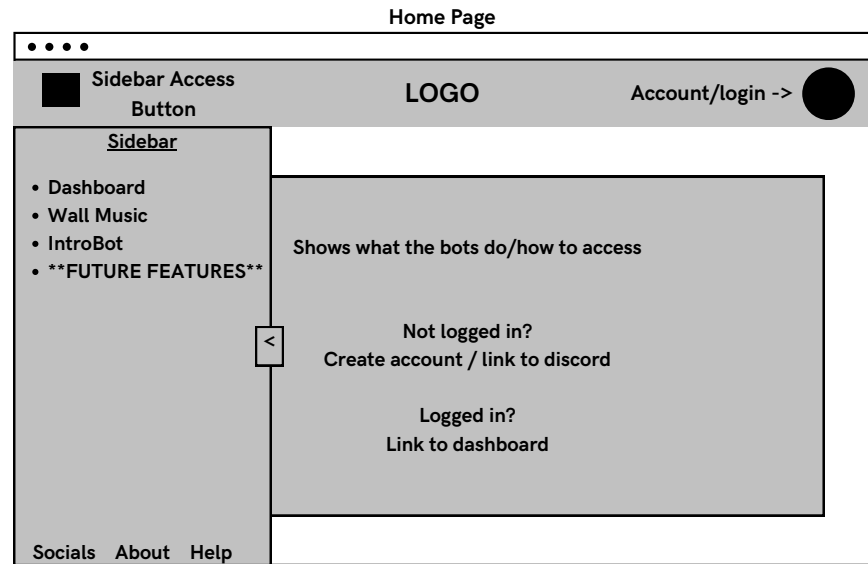 Home Page
Sidebar Access
Button
LOGO
Account/login ->
Sidebar
• Dashboard
• Wall Music
• IntroBot
• **FUTURE FEATURES**
Shows what the bots do/how to access
<
Not logged in?
Create account / link to discord
Logged in?
Link to dashboard
Socials About Help